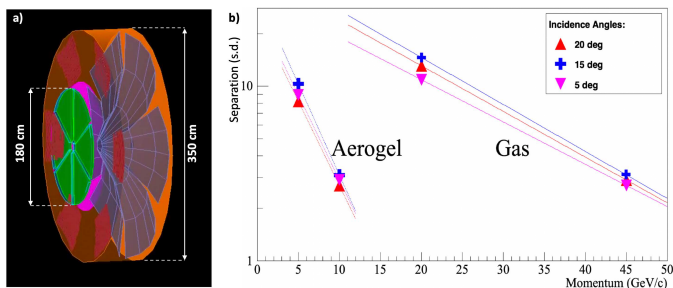 a)
180 cm
350 cm
b)
Separation (s.d.)
10
1
Aerogel
Gas
Incidence Angles:
20 deg
15 deg
5 deg
0 5 10 15 20 25 30 35 40 45 50
Momentum (GeV/c)